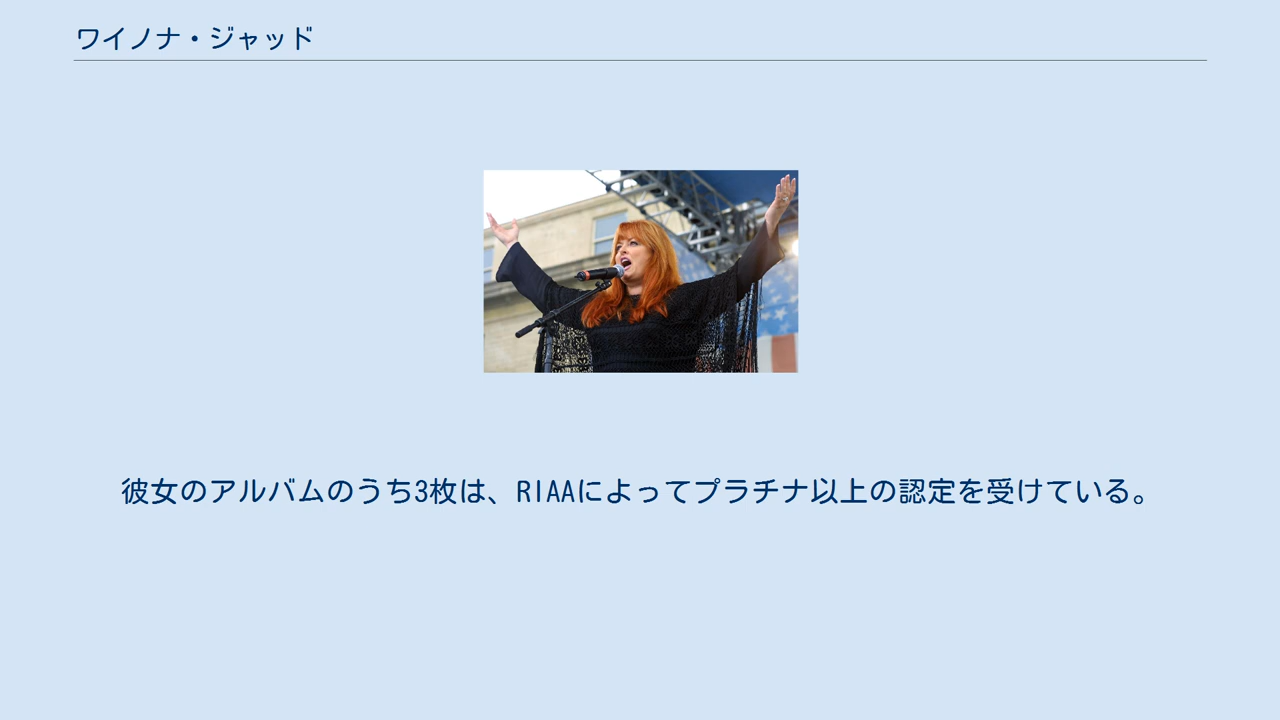 ワイノナ・ジャッド
彼女のアルバムのうち3枚は、RIAAによってプラチナ以上の認定を受けている。